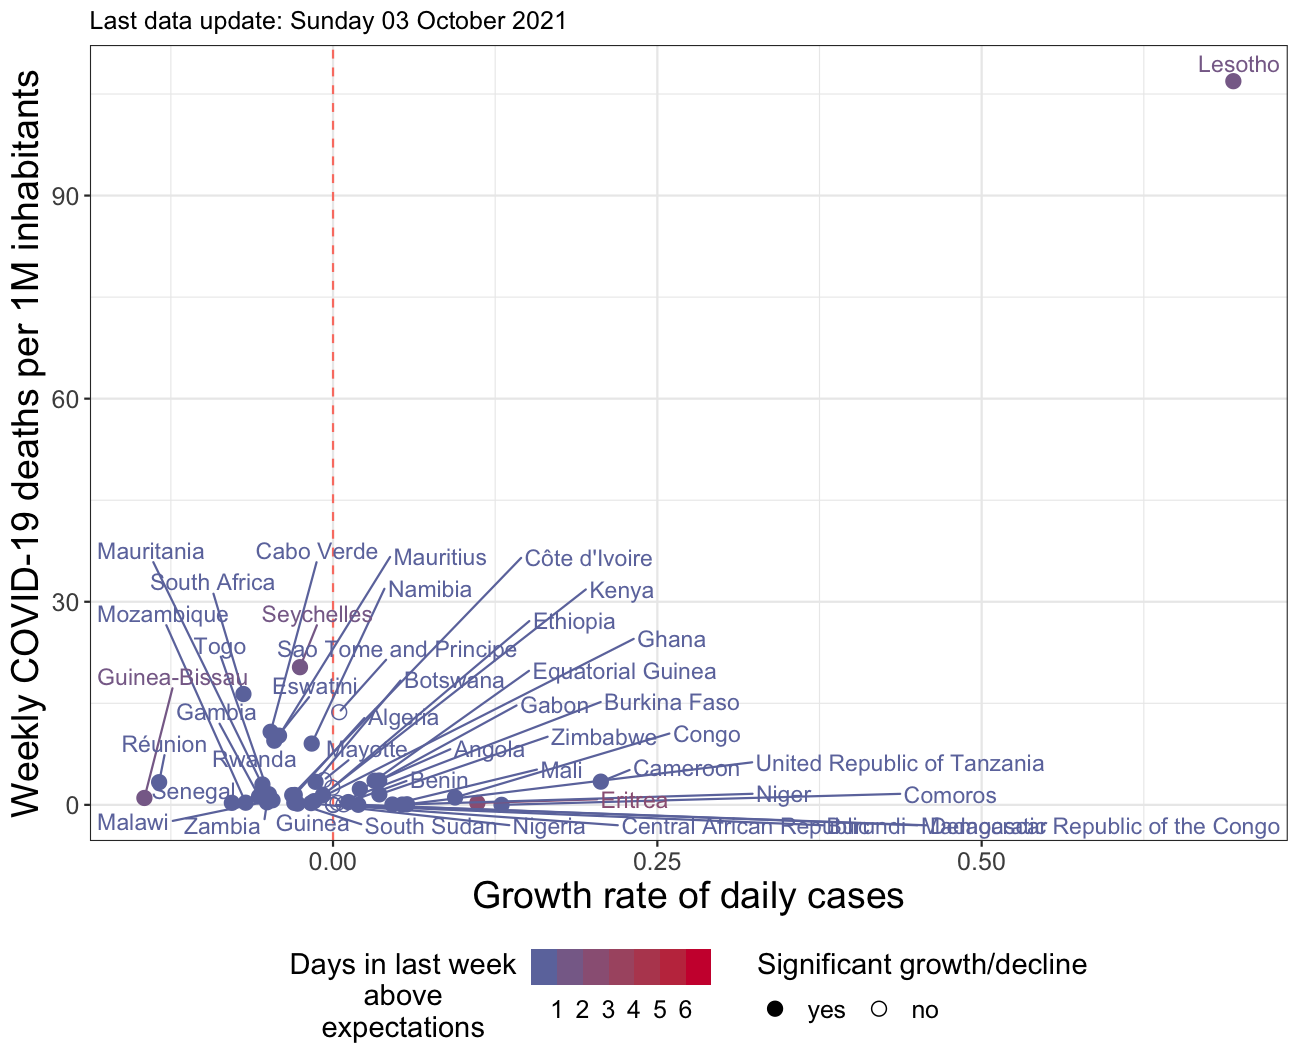 Last data update: Sunday 03 October 2021
Weekly COVID-19 deaths per 1M inhabitants
Lesotho
90
60
30
0
Mauritania
Cabo Verde
Mauritius
Côte d'Ivoire
South Africa
Namibia
Kenya
Mozambique
Seychelles
Ethiopia
Togo
Sao Tome and Principe
Ghana
Guinea-Bissau
Eswatini
Botswana
Equatorial Guinea
Gambia
Algeria
Gabon
Burkina Faso
Réunion
Rwanda
Mayotte
Angola
Zimbabwe
Congo
Senegal
Benin
Mali
Cameroon
United Republic of Tanzania
Eritrea
Niger
Comoros
Malawi
Zambia
Guinea
South Sudan
Nigeria
Central African Republic
Burundi
Madagascar
Democratic Republic of the Congo
0.00
0.25
0.50
Growth rate of daily cases
Days in last week
above
expectations
1 2 3 4 5 6
Significant growth/decline
yes
no